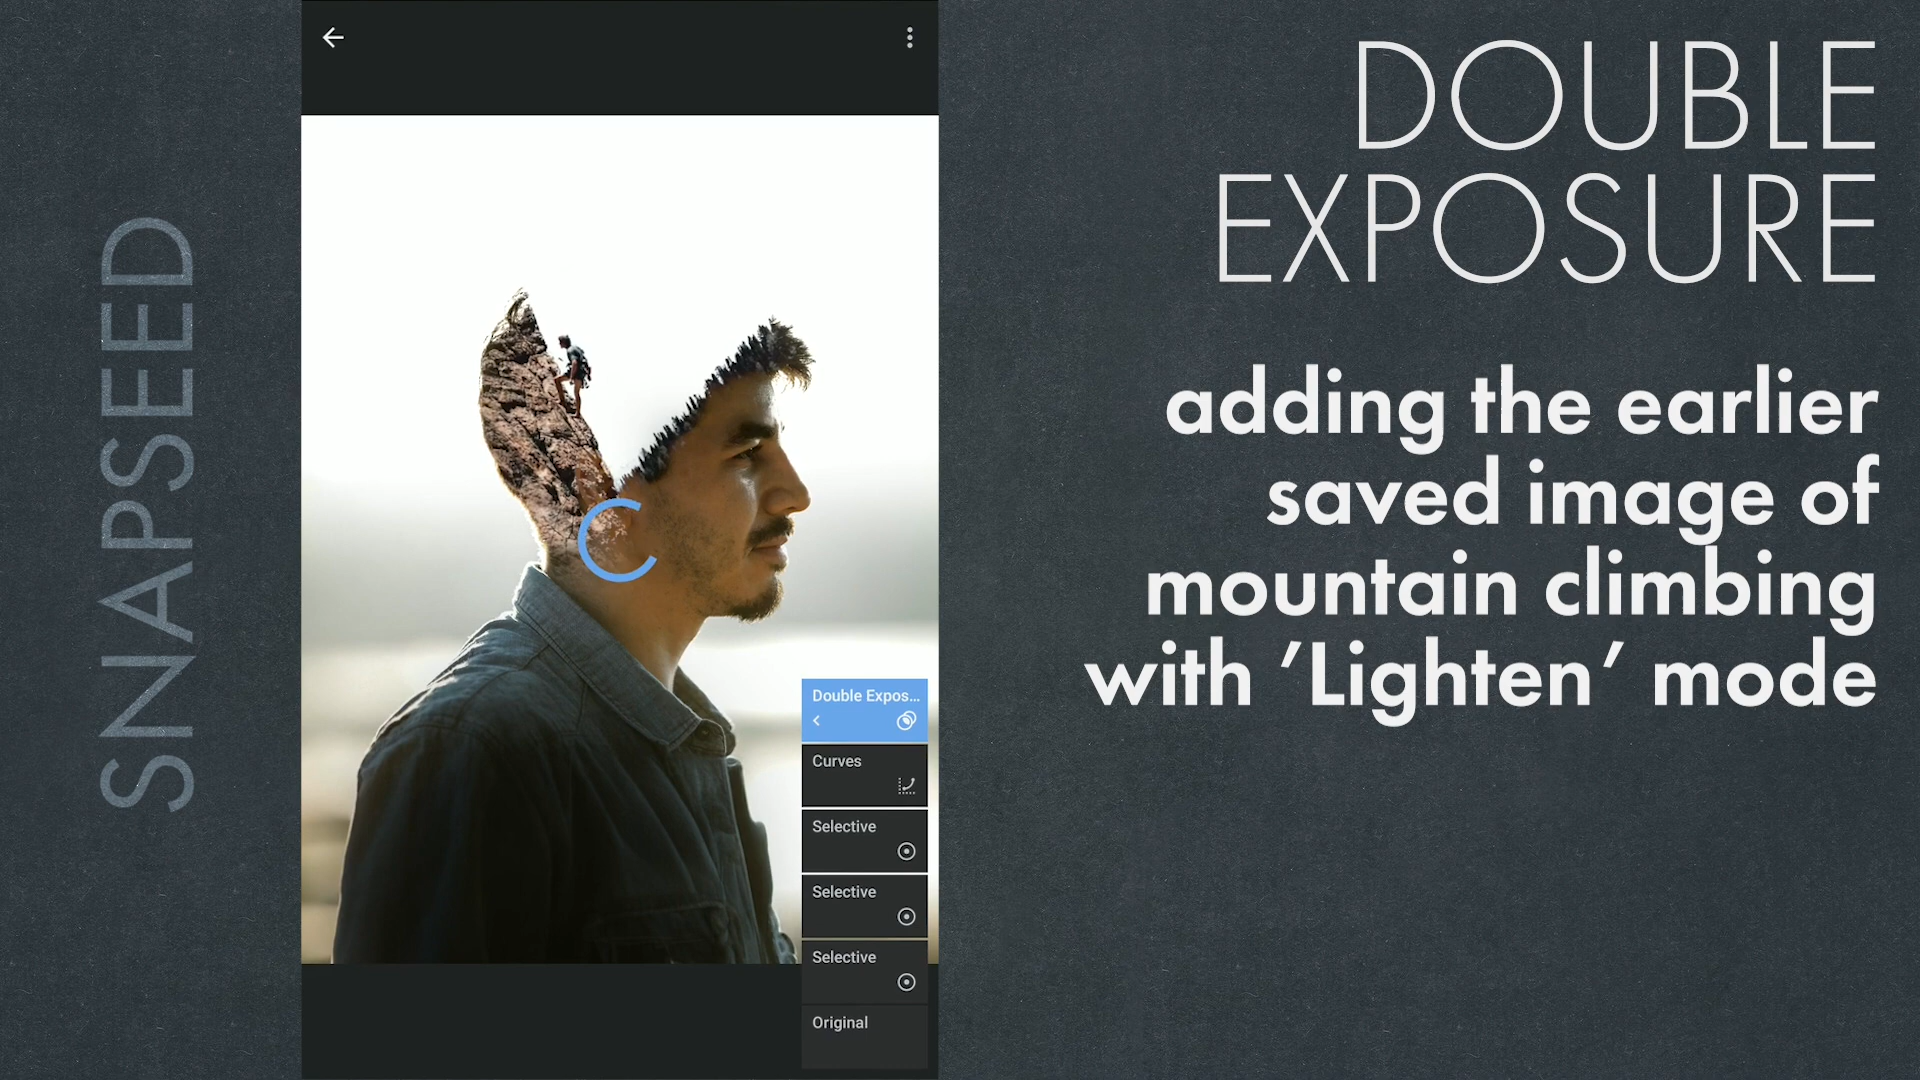 SNAPSEED
DOUBLE
EXPOSURE
adding the earlier
saved image of
mountain climbing
with ’Lighten’ mode
Double Expos...
Curves
Selective
Selective
Selective
Original